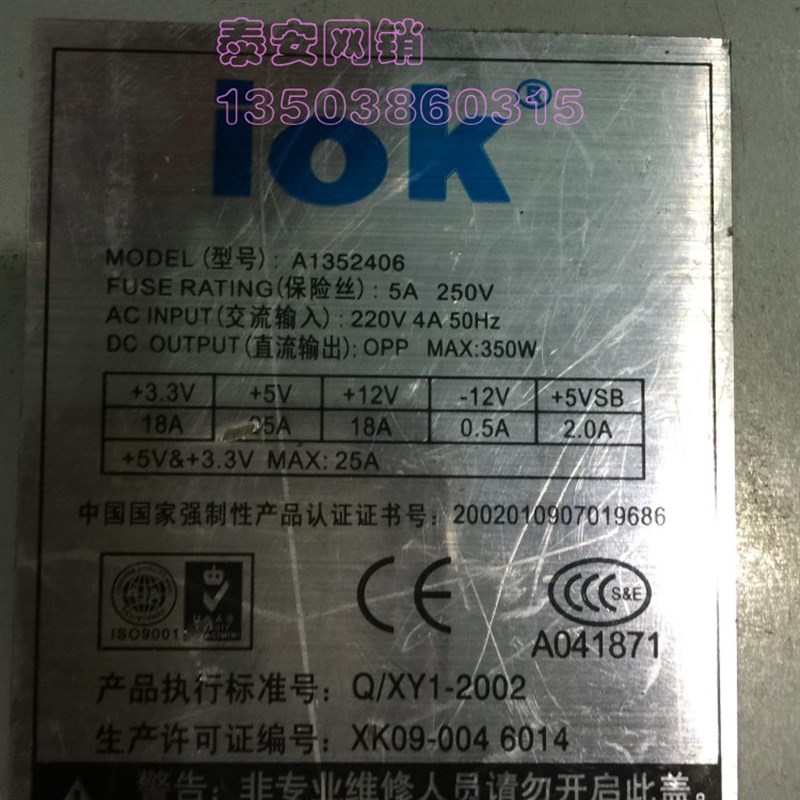 泰安网销
13503860315
IOK®
MODEL (型号): A1352406
FUSE RATING(保险丝): 5A 250V
AC INPUT(交流输入): 220V 4A 50Hz
DC OUTPUT(直流输出): OPP MAX:350W
+3.3V +5V +12V -12V +5VSB
18A 18A 0.5A 2.0A
+5V&+3.3V MAX: 25A
中国国家强制性产品认证证书号: 2002010907019686
ISO9001
CE
CCC S&E
A041871
产品执行标准号: Q/XY1-2002
生产许可证编号: XK09-004 6014
警告: 非专业维修人员请勿开启此盖。